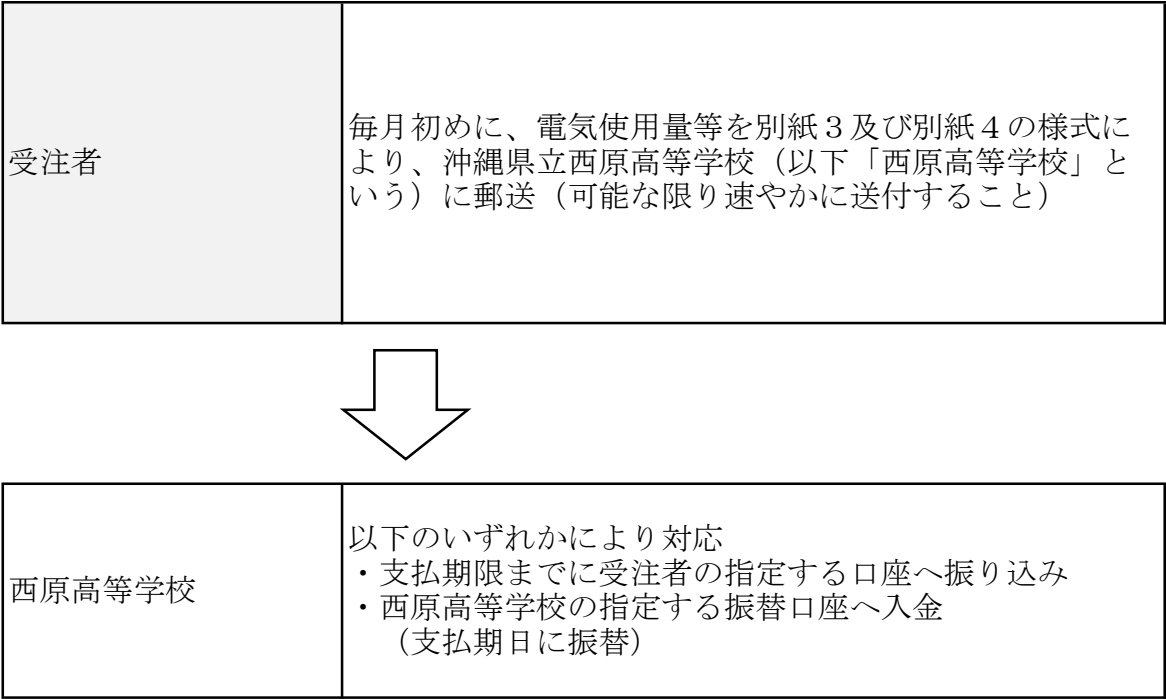 受注者
毎月初めに、電気使用量等を別紙３及び別紙４の様式に
より、沖縄県立西原高等学校（以下「西原高等学校」と
いう）に郵送（可能な限り速やかに送付すること）
西原高等学校
以下のいずれかにより対応
・支払期限までに受注者の指定する口座へ振り込み
・西原高等学校の指定する振替口座へ入金
（支払期日に振替）